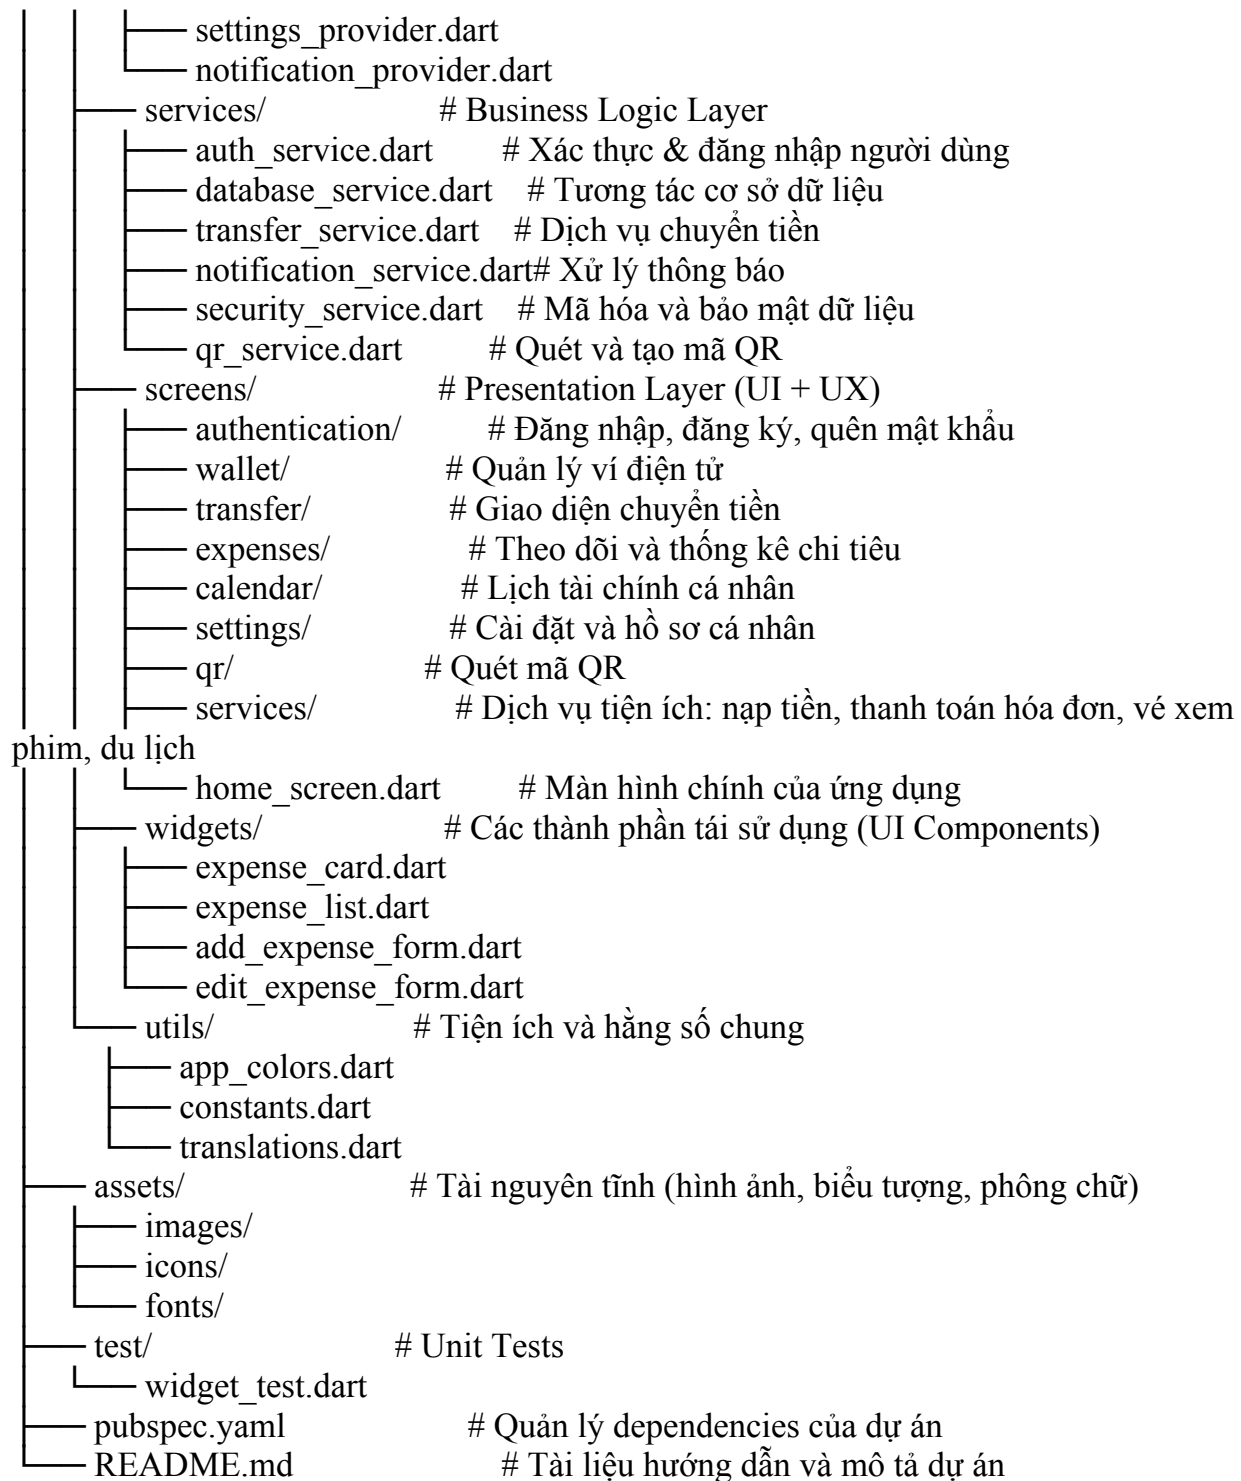 │   │   ├── settings_provider.dart
│   │   └── notification_provider.dart
│   ├── services/ # Business Logic Layer
│   │   ├── auth_service.dart # Xác thực & đăng nhập người dùng
│   │   ├── database_service.dart # Tương tác cơ sở dữ liệu
│   │   ├── transfer_service.dart # Dịch vụ chuyển tiền
│   │   ├── notification_service.dart# Xử lý thông báo
│   │   ├── security_service.dart # Mã hóa và bảo mật dữ liệu
│   │   └── qr_service.dart # Quét và tạo mã QR
│   ├── screens/ # Presentation Layer (UI + UX)
│   │   ├── authentication/ # Đăng nhập, đăng ký, quên mật khẩu
│   │   ├── wallet/ # Quản lý ví điện tử
│   │   ├── transfer/ # Giao diện chuyển tiền
│   │   ├── expenses/ # Theo dõi và thống kê chi tiêu
│   │   ├── calendar/ # Lịch tài chính cá nhân
│   │   ├── settings/ # Cài đặt và hồ sơ cá nhân
│   │   ├── qr/ # Quét mã QR
│   │   ├── services/ # Dịch vụ tiện ích: nạp tiền, thanh toán hóa đơn, vé xem
phim, du lịch
│   │   └── home_screen.dart # Màn hình chính của ứng dụng
│   ├── widgets/ # Các thành phần tái sử dụng (UI Components)
│   │   ├── expense_card.dart
│   │   ├── expense_list.dart
│   │   ├── add_expense_form.dart
│   │   └── edit_expense_form.dart
│   └── utils/ # Tiện ích và hằng số chung
│       ├── app_colors.dart
│       ├── constants.dart
│       └── translations.dart
├── assets/ # Tài nguyên tĩnh (hình ảnh, biểu tượng, phông chữ)
│   ├── images/
│   ├── icons/
│   └── fonts/
├── test/ # Unit Tests
│   └── widget_test.dart
├── pubspec.yaml # Quản lý dependencies của dự án
└── README.md # Tài liệu hướng dẫn và mô tả dự án